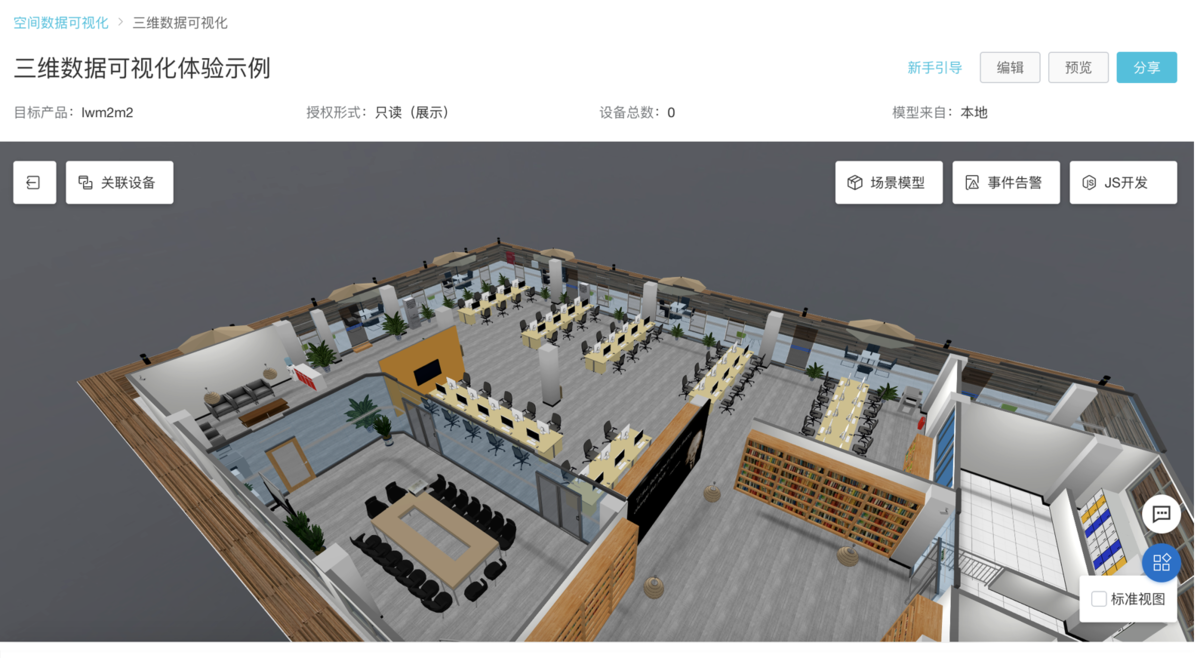 空间数据可视化 > 三维数据可视化
三维数据可视化体验示例
新手引导 编辑 预览 分享
目标产品：lwm2m2 授权形式：只读（展示） 设备总数：0 模型来自：本地
关联设备 场景模型 事件告警 JS开发
标准视图